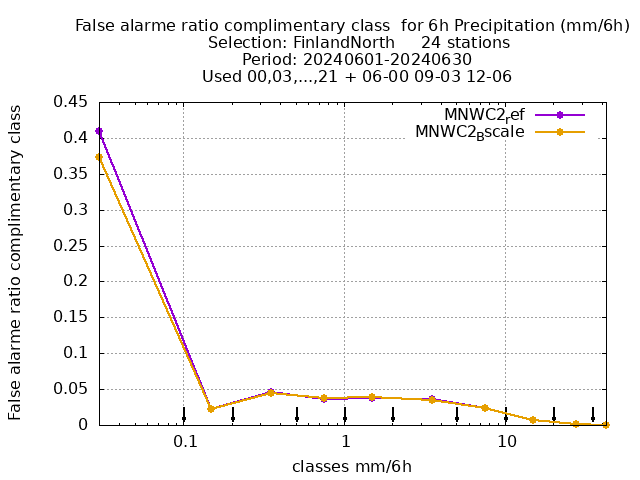 False alarme ratio complimentary class  for 6h Precipitation (mm/6h)
Selection: FinlandNorth     24 stations
Period: 20240601-20240630
Used 00,03,...,21 + 06-00 09-03 12-06
MNWC2ref
MNWC2Bscale
0.45
0.4
0.35
0.3
0.25
0.2
0.15
0.1
0.05
0
False alarme ratio complimentary class
0.1
1
10
classes mm/6h